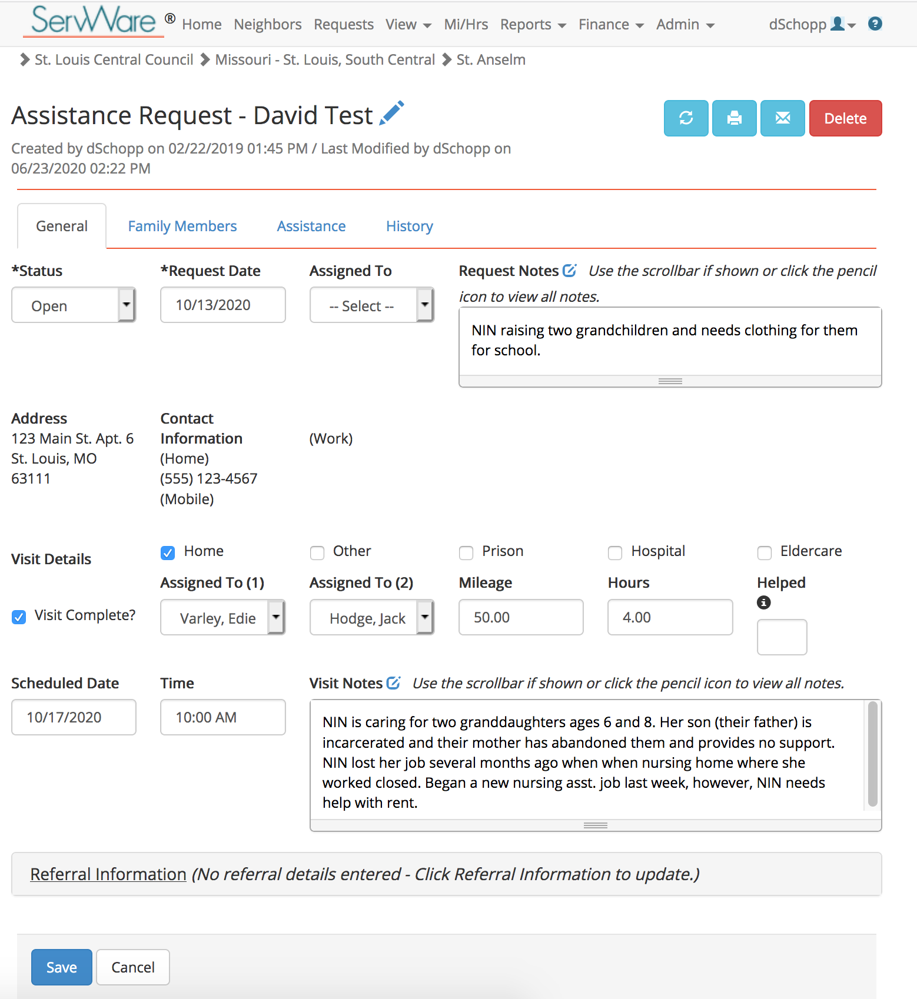 SerWare ® Home Neighbors Requests View Mi/Hrs Reports Finance Admin dSchopp ?
St. Louis Central Council Missouri - St. Louis, South Central St. Anselm
Assistance Request - David Test
Delete
Created by dSchopp on 02/22/2019 01:45 PM / Last Modified by dSchopp on
06/23/2020 02:22 PM
General Family Members Assistance History
*Status *Request Date Assigned To Request Notes Use the scrollbar if shown or click the pencil
icon to view all notes.
Open 10/13/2020 -- Select --
NIN raising two grandchildren and needs clothing for them
for school.
Address
123 Main St. Apt. 6
St. Louis, MO
63111
Contact
Information
(Home)
(555) 123-4567
(Mobile)
(Work)
Visit Details Home Other Prison Hospital Eldercare
Assigned To (1) Assigned To (2) Mileage Hours Helped
Visit Complete? Varley, Edie Hodge, Jack 50.00 4.00
Scheduled Date Time Visit Notes Use the scrollbar if shown or click the pencil icon to view all notes.
10/17/2020 10:00 AM
NIN is caring for two granddaughters ages 6 and 8. Her son (their father) is
incarcerated and their mother has abandoned them and provides no support.
NIN lost her job several months ago when when nursing home where she
worked closed. Began a new nursing asst. job last week, however, NIN needs
help with rent.
Referral Information (No referral details entered - Click Referral Information to update.)
Save Cancel